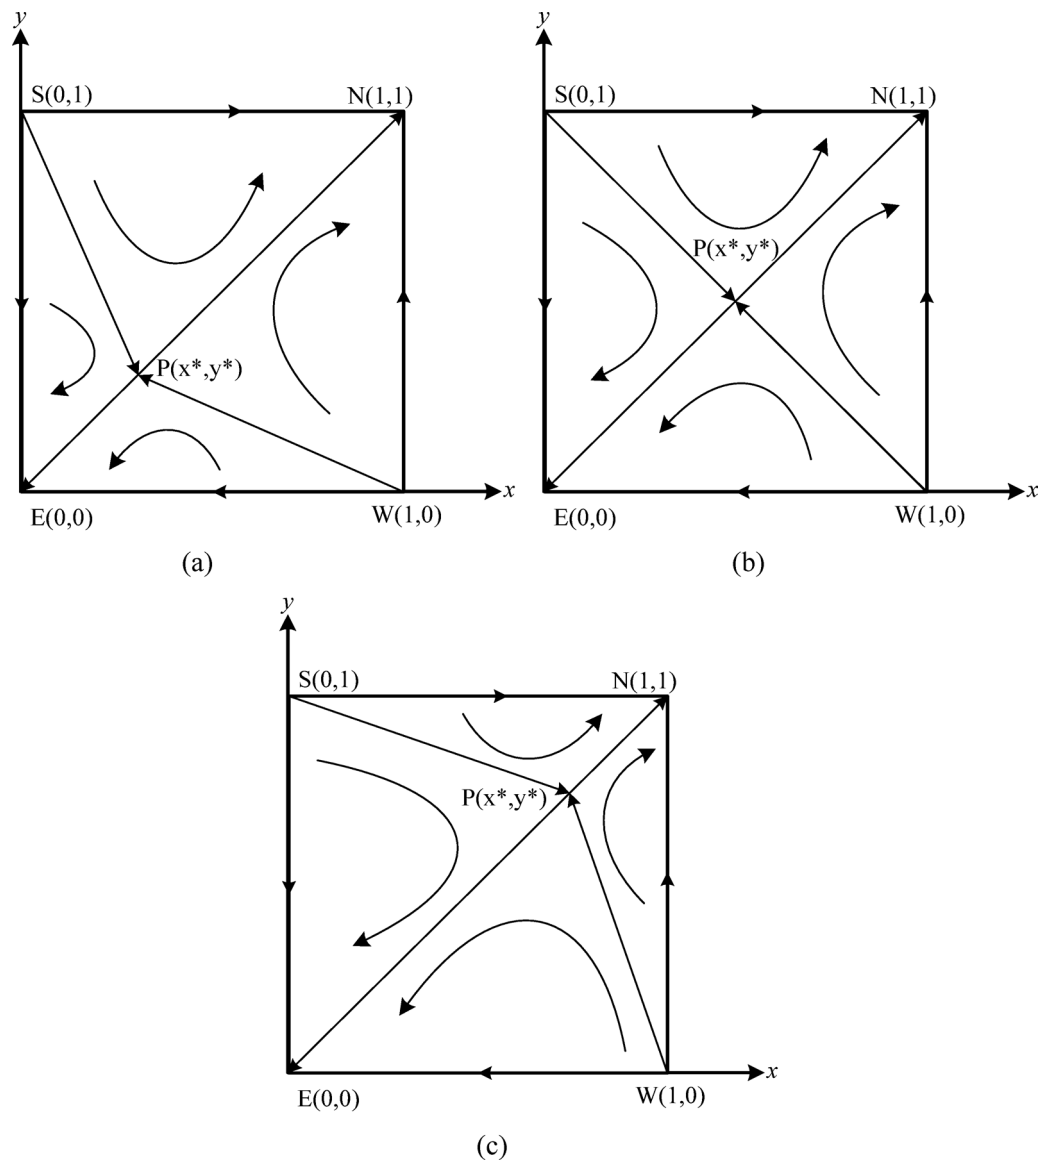 y
S(0,1) N(1,1)
P(x*,y*)
x
E(0,0) W(1,0)
(a)
y
S(0,1) N(1,1)
P(x*,y*)
x
E(0,0) W(1,0)
(b)
y
S(0,1) N(1,1)
P(x*,y*)
x
E(0,0) W(1,0)
(c)